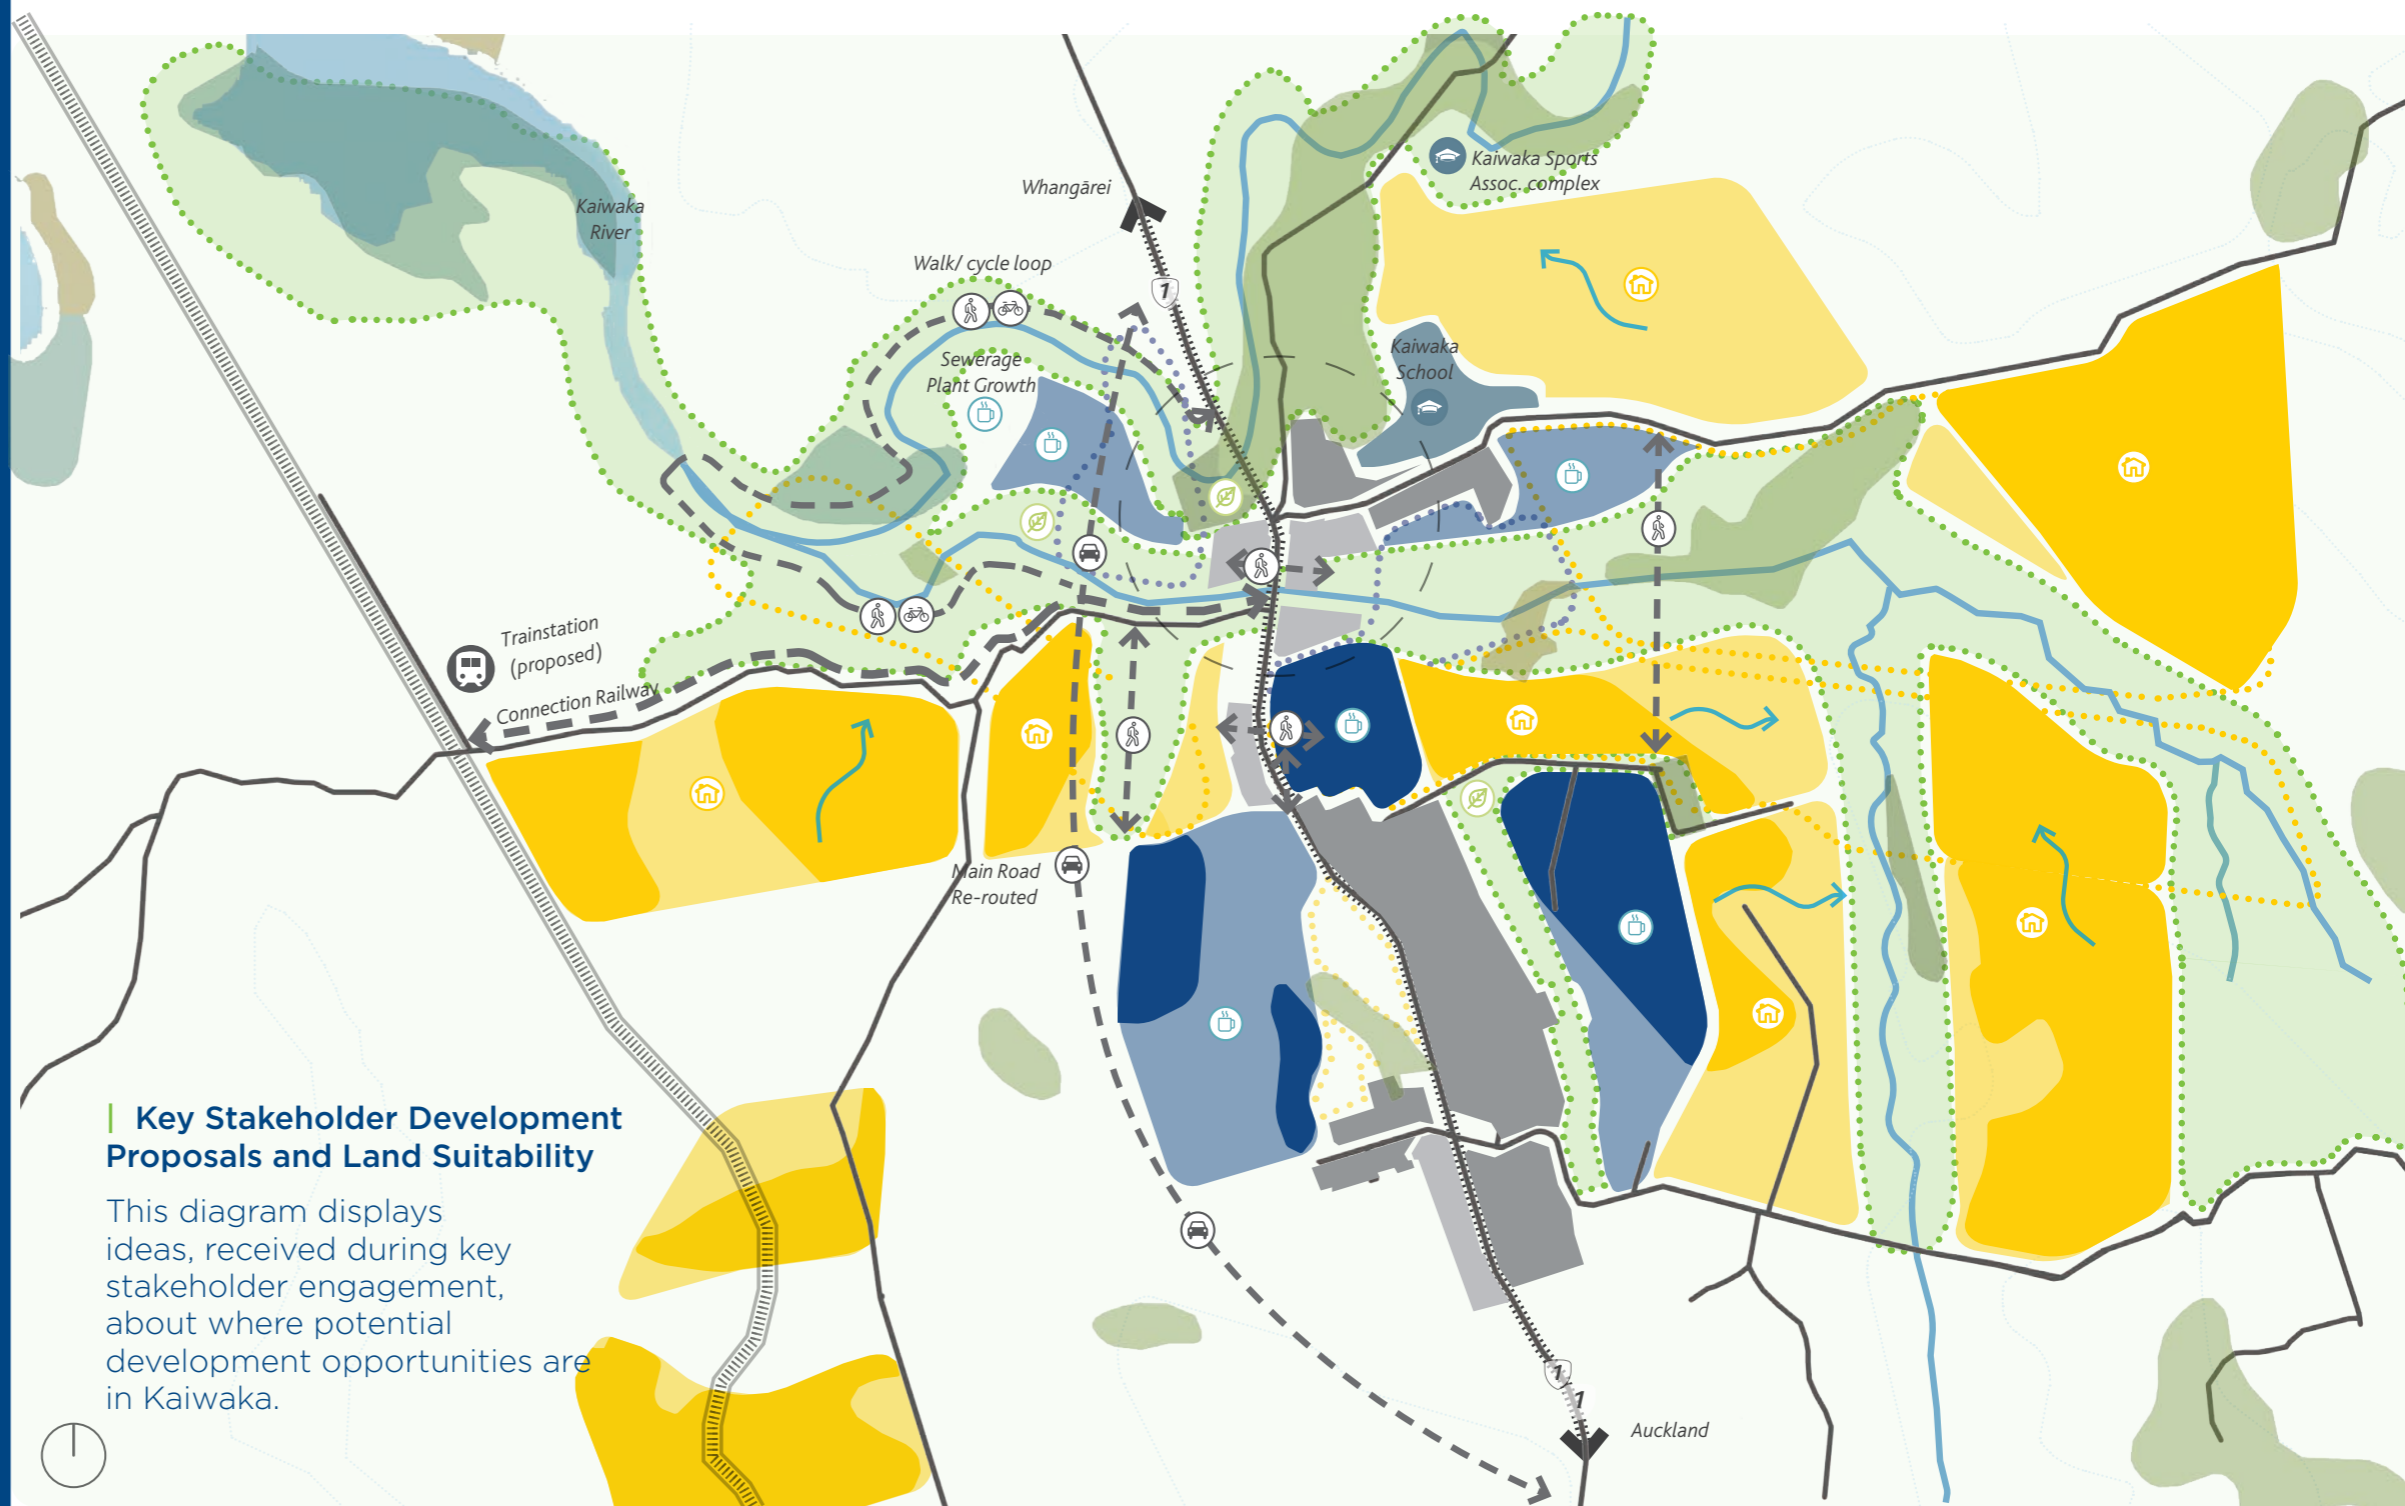 Kaiwaka Sports
Assoc. complex
Whangārei
Kaiwaka
River
Walk/ cycle loop
1
Kaiwaka
School
Sewerage
Plant Growth
Trainstation
(proposed)
Connection Railway
Main Road
Re-routed
| Key Stakeholder Development
Proposals and Land Suitability
This diagram displays
ideas, received during key
stakeholder engagement,
about where potential
development opportunities are
in Kaiwaka.
1
1
Auckland